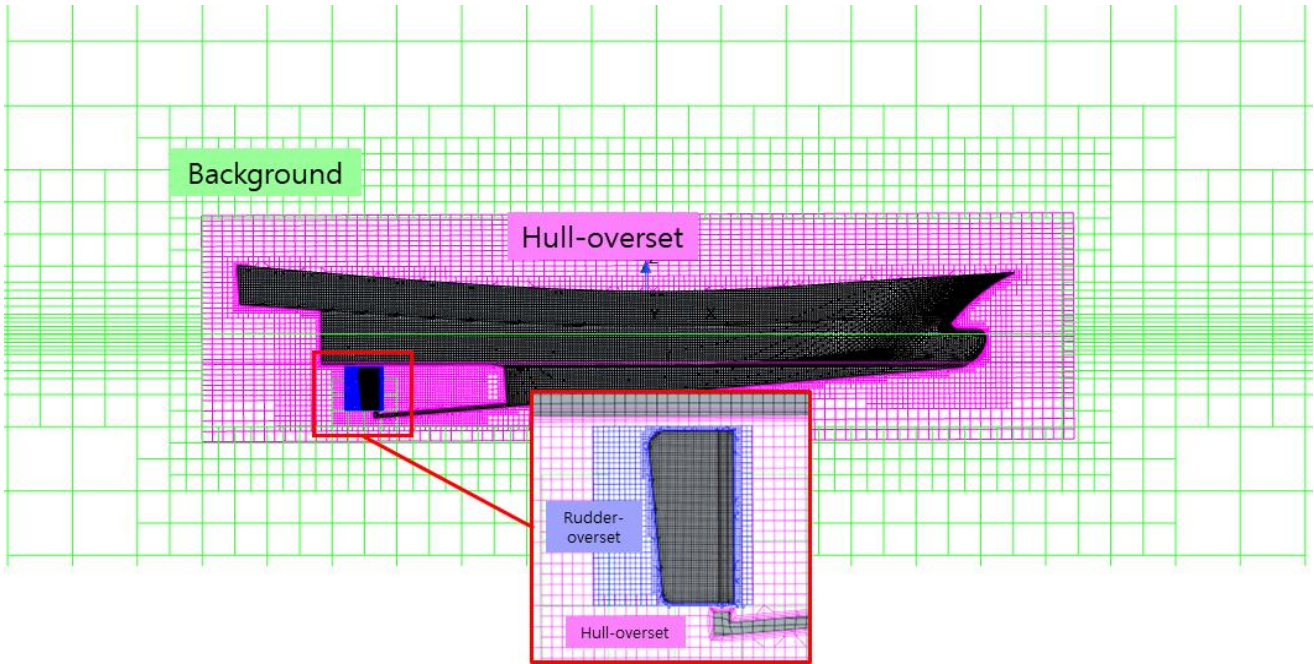 Background
Hull-overset
Z
Y
X
Rudder-
overset
Hull-overset